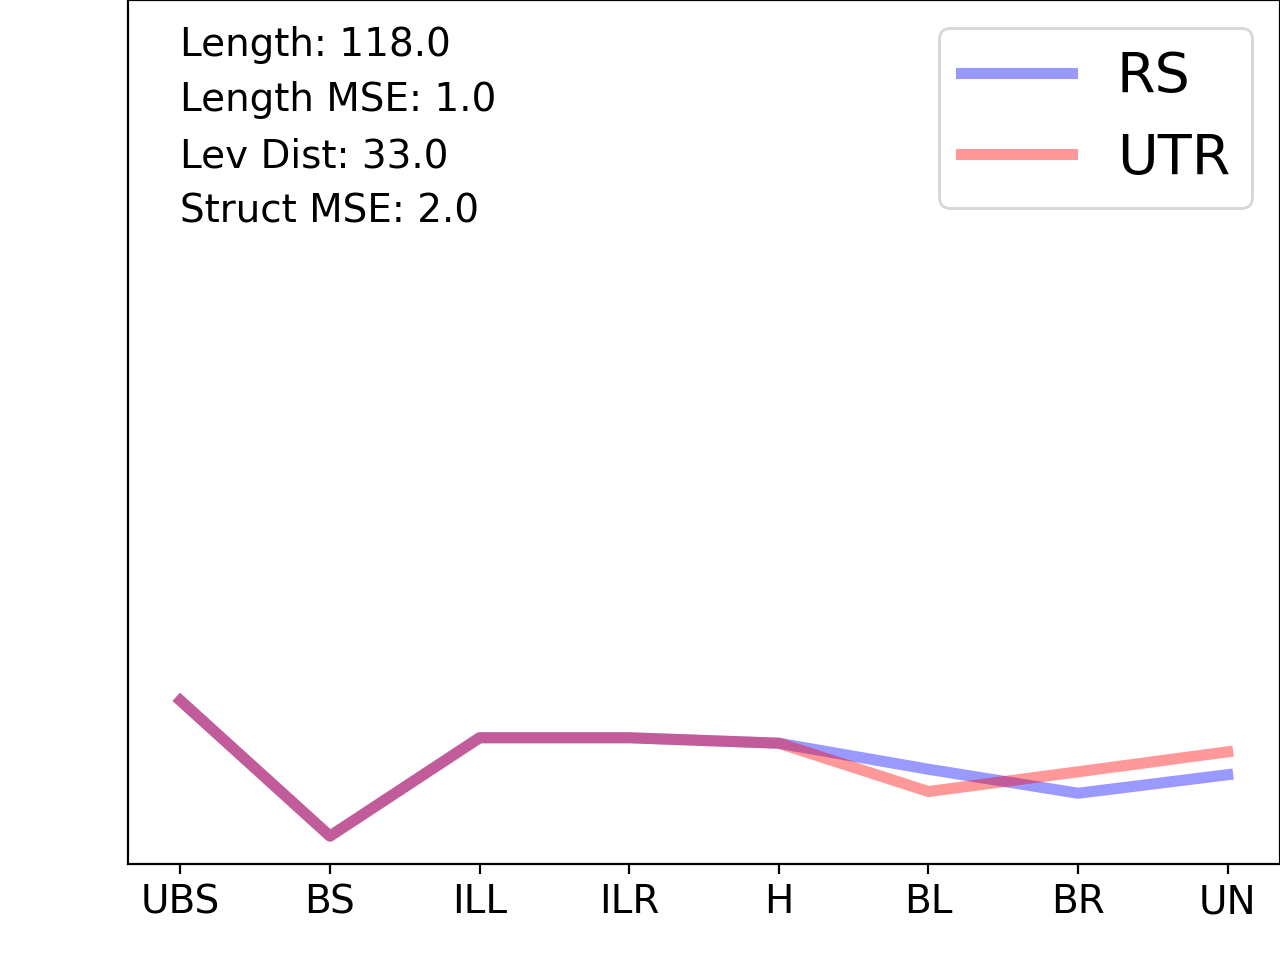 Length: 118.0
Length MSE: 1.0
Lev Dist: 33.0
Struct MSE: 2.0
RS
UTR
UBS BS ILL ILR H BL BR UN